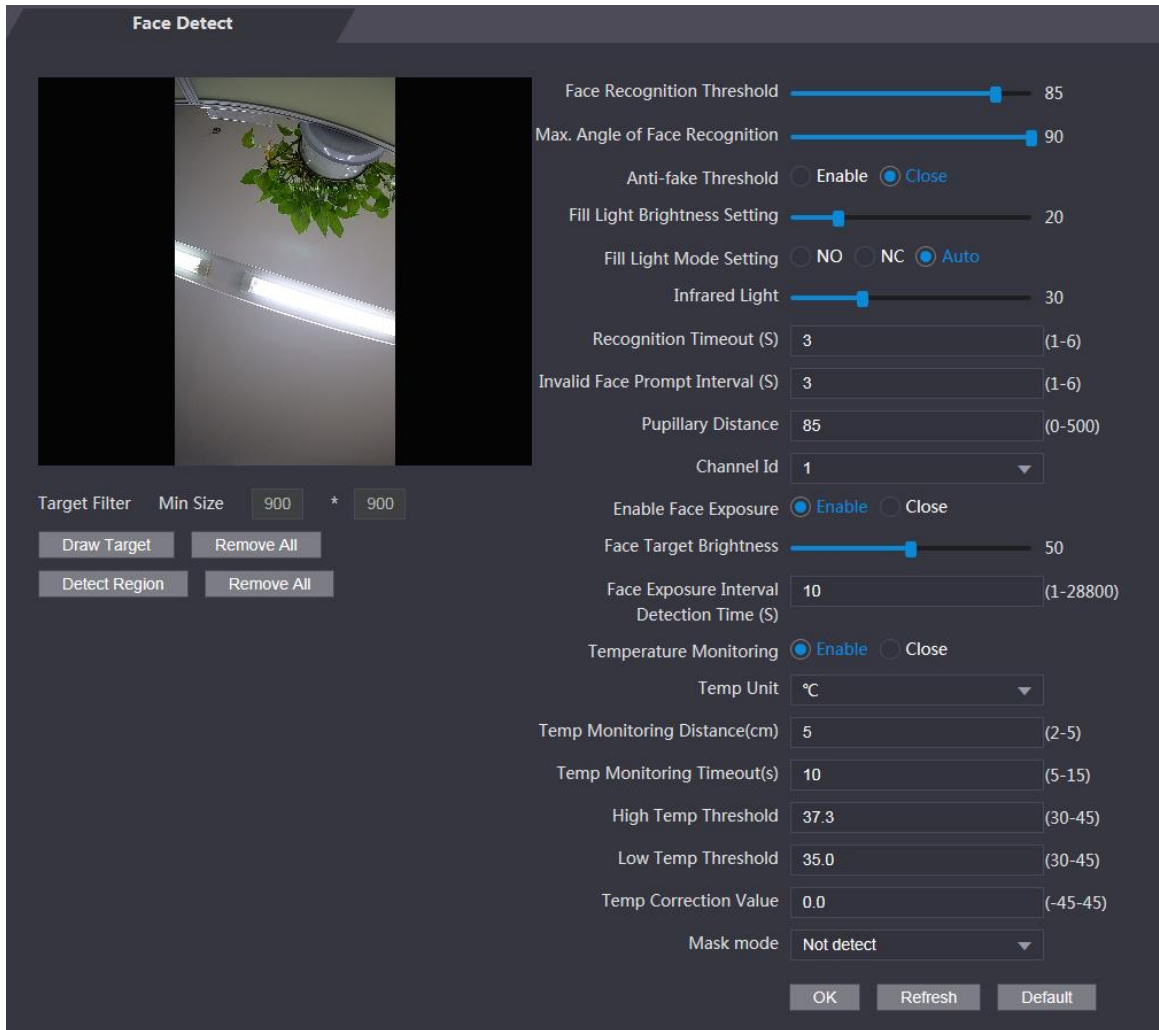 Face Detect
Face Recognition Threshold 85
Max. Angle of Face Recognition 90
Anti-fake Threshold Enable Close
Fill Light Brightness Setting 20
Fill Light Mode Setting NO NC Auto
Infrared Light 30
Recognition Timeout (S) 3 (1-6)
Invalid Face Prompt Interval (S) 3 (1-6)
Pupillary Distance 85 (0-500)
Channel Id 1
Target Filter Min Size 900 * 900
Enable Face Exposure Enable Close
Draw Target Remove All
Face Target Brightness 50
Detect Region Remove All
Face Exposure Interval 10 (1-28800)
Detection Time (S)
Temperature Monitoring Enable Close
Temp Unit ℃
Temp Monitoring Distance(cm) 5 (2-5)
Temp Monitoring Timeout(s) 10 (5-15)
High Temp Threshold 37.3 (30-45)
Low Temp Threshold 35.0 (30-45)
Temp Correction Value 0.0 (-45-45)
Mask mode Not detect
OK Refresh Default